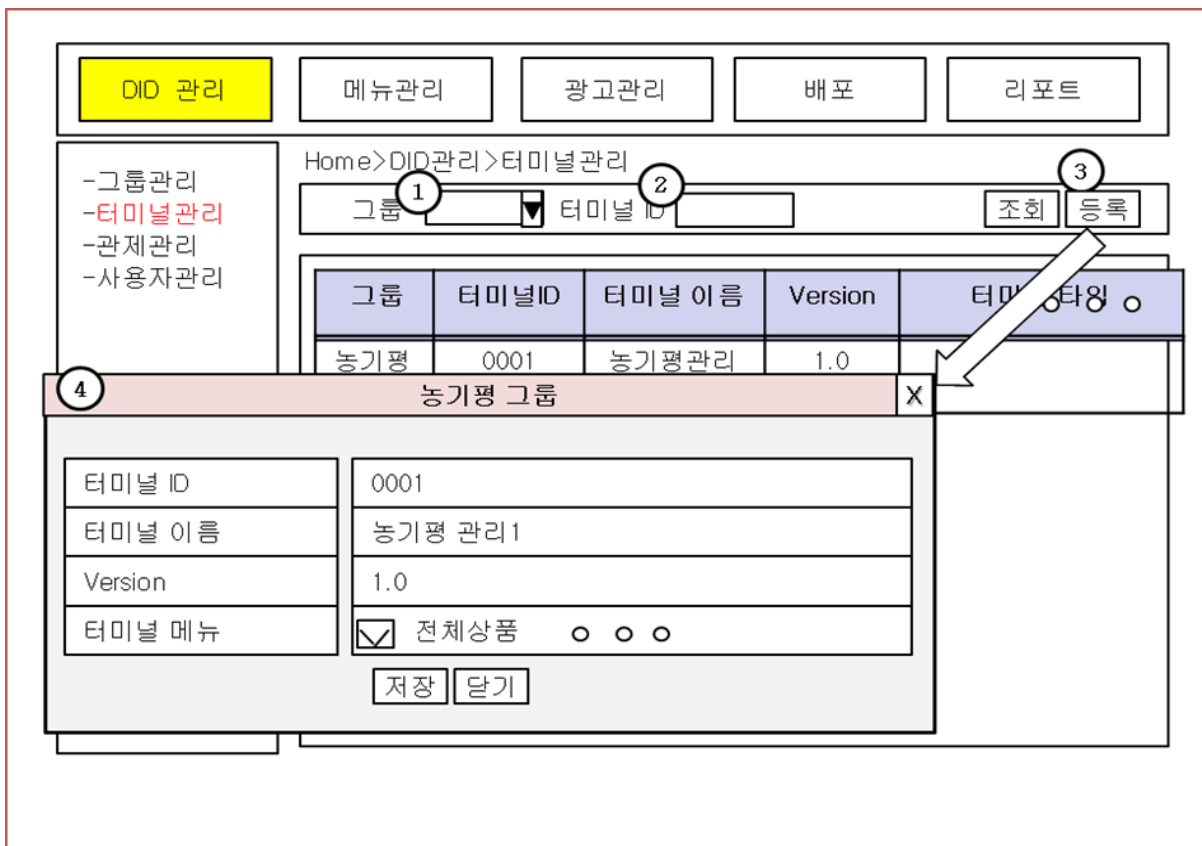 DID 관리 메뉴관리 광고관리 배포 리포트
-그룹관리
-터미널관리
-관제관리
-사용자관리
Home>DID관리>터미널관리
그룹 1 ▼ 터미널 ID 2 조회 등록 3
그룹 터미널ID 터미널 이름 Version
농기평 0001 농기평관리 1.0
4 농기평 그룹 X
터미널 ID 0001
터미널 이름 농기평 관리1
Version 1.0
터미널 메뉴 전체상품
저장 닫기